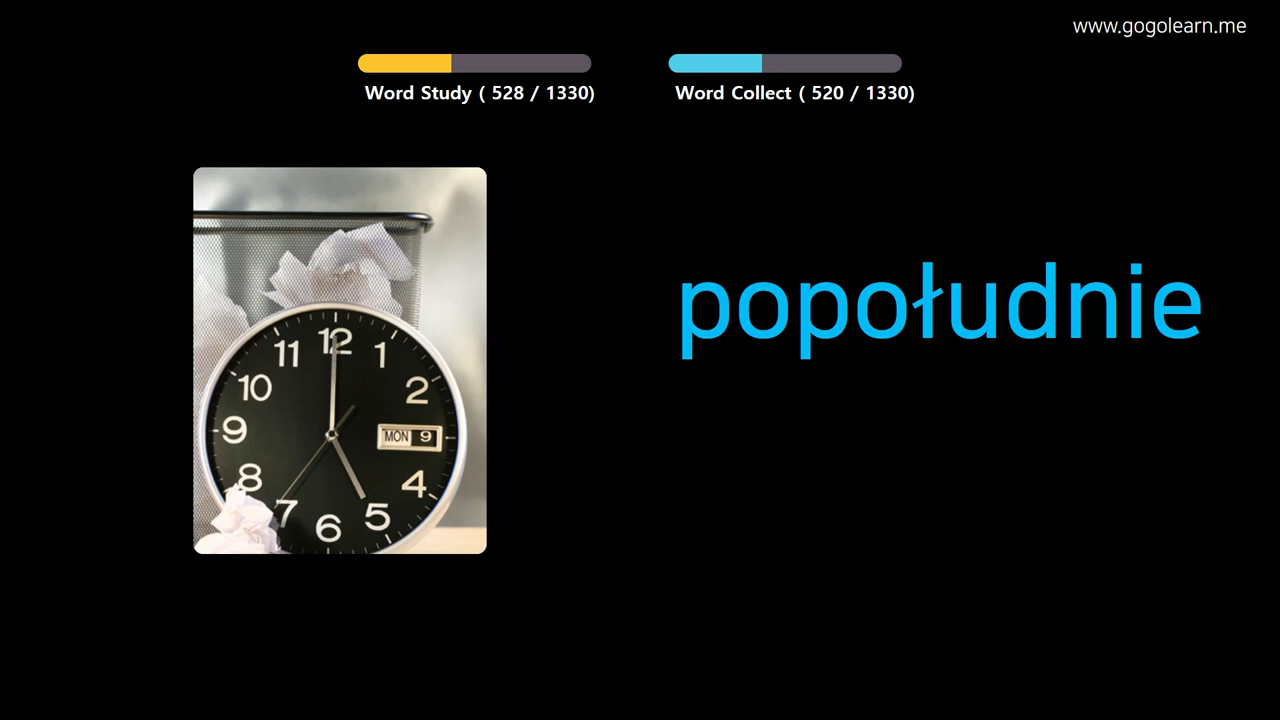 www.gogolearn.me
Word Study ( 528 / 1330)
Word Collect ( 520 / 1330)
popołudnie
12
11
1
10
2
9
MON 9
8
4
7
5
6